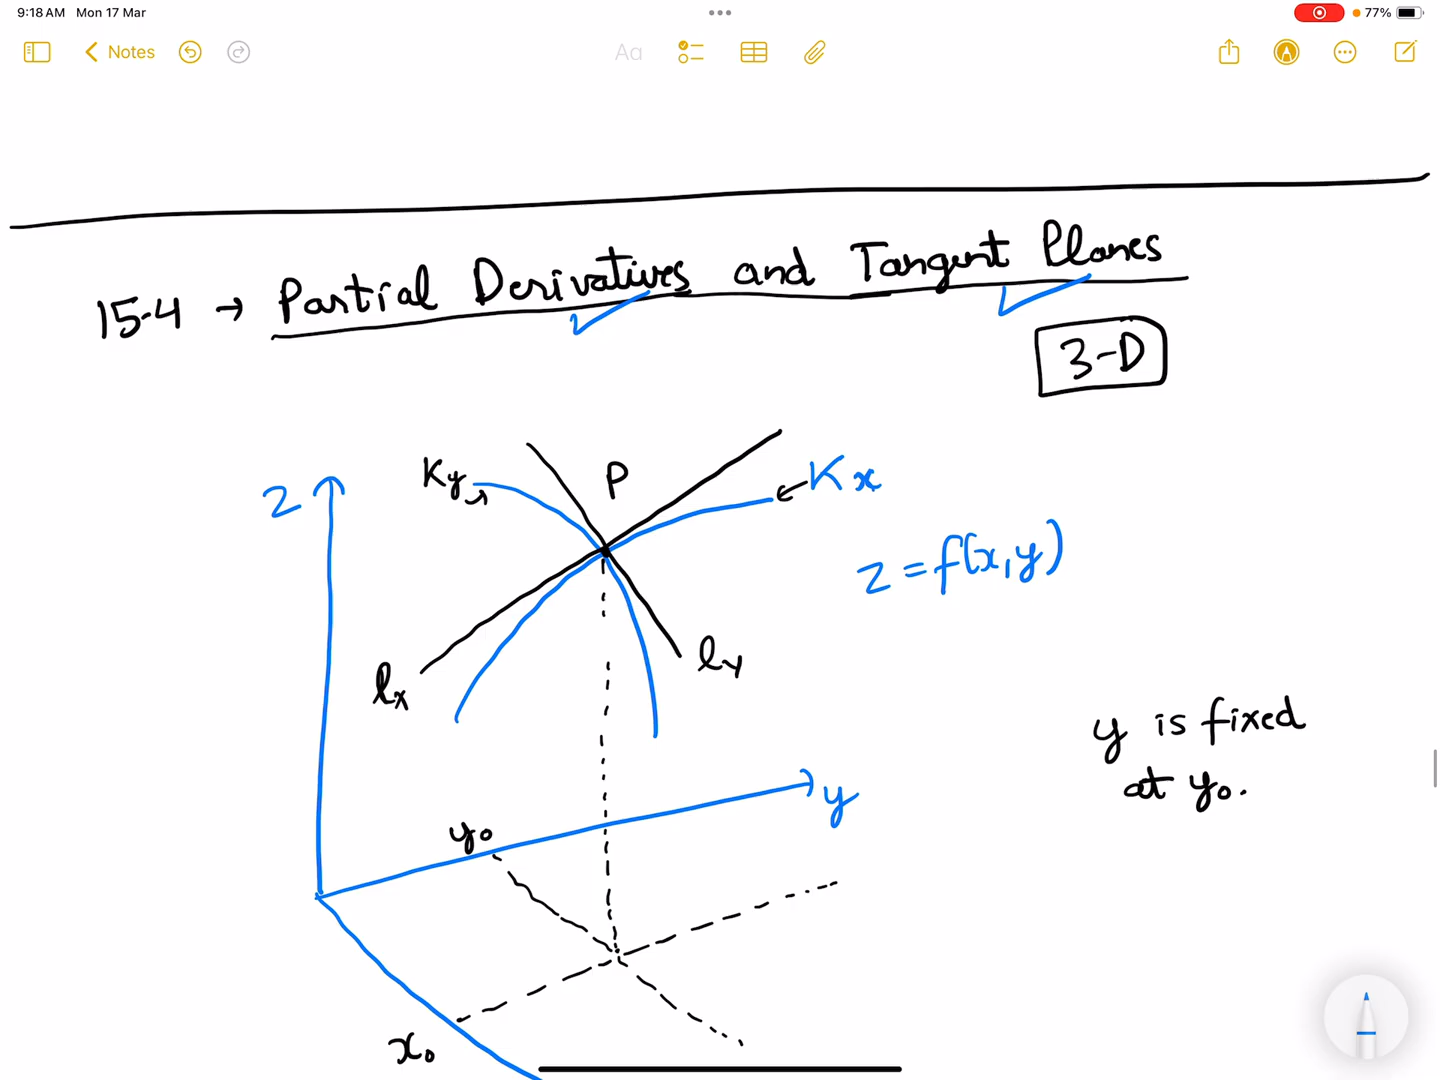 9:18 AM Mon 17 Mar
77%
Notes
Aa
15.4 → Partial Derivatives and Tangent Planes
3-D
Ky
P
Kx
z
z = f(x,y)
lx
ly
y is fixed
at y₀.
y
y₀
x₀